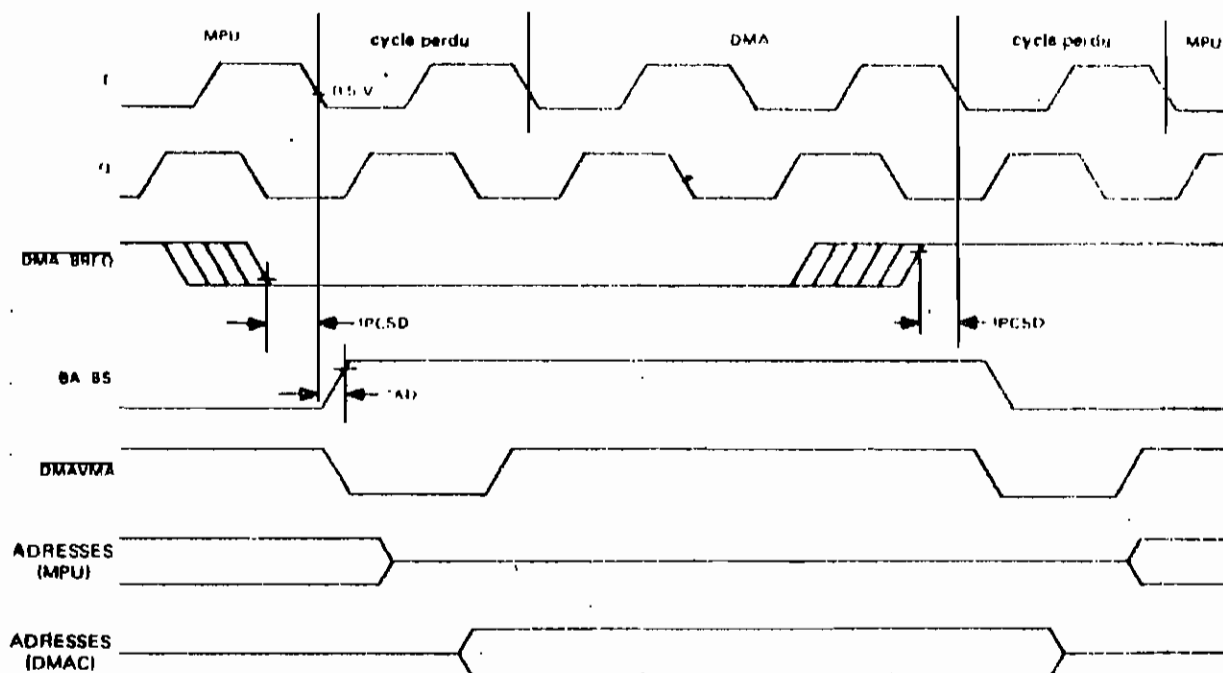 MPU
cycle perdu
DMA
cycle perdu
MPU
0.5 V
Q
DMA BREQ
tPCSD
tPCSD
BA BS
tAD
DMAVMA
ADRESSES
(MPU)
ADRESSES
(DMAC)